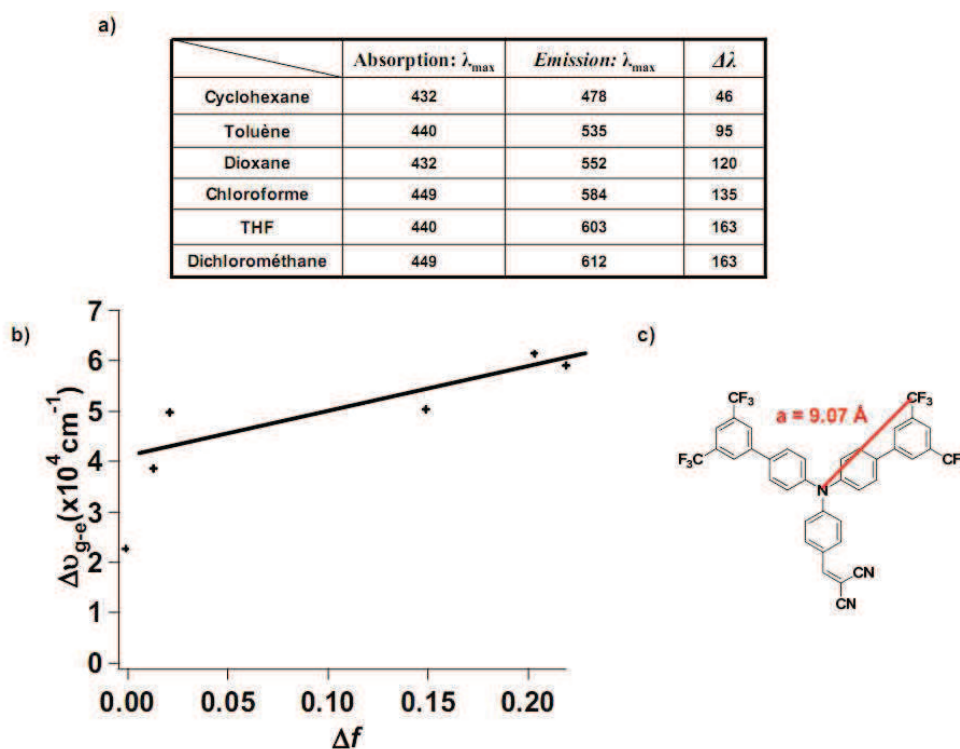 a)
Absorption: λmax Emission: λmax Δλ
Cyclohexane 432 478 46
Toluène 440 535 95
Dioxane 432 552 120
Chloroforme 449 584 135
THF 440 603 163
Dichlorométhane 449 612 163
b)
Δυg-e(x10⁴ cm⁻¹)
7
6
5
4
3
2
1
0
0.00 0.05 0.10 0.15 0.20
Δf
c)
CF₃ CF₃
a = 9.07 Å
F₃C CF
N
CN
CN